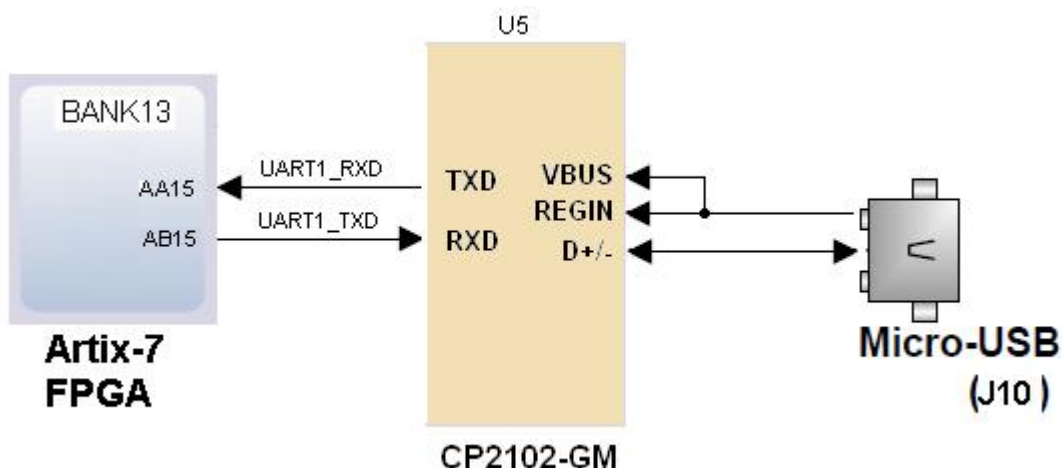 U5
BANK13
AA15
UART1_RXD
TXD
VBUS
REGIN
AB15
UART1_TXD
RXD
D+/-
Artix-7
FPGA
Micro-USB
(J10 )
CP2102-GM